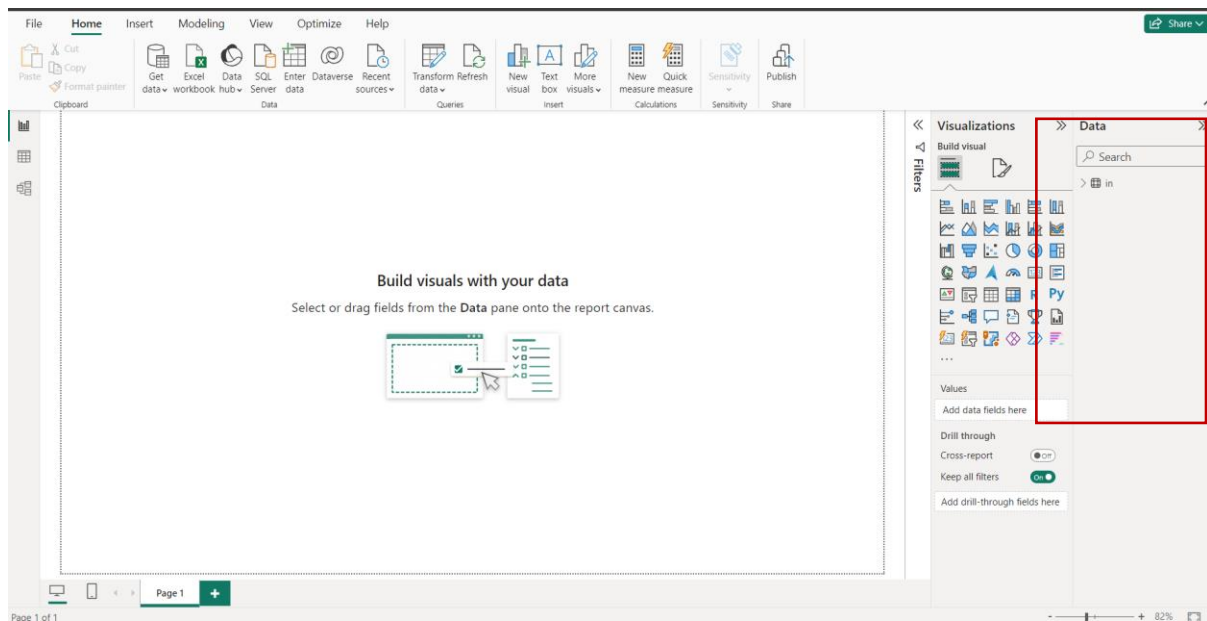 File Home Insert Modeling View Optimize Help Share
Cut
Copy
Format painter
Paste
Get data
Excel workbook
Data hub
SQL Server
Enter data
Dataverse
Recent sources
Transform data
Refresh
New visual
Text box
More visuals
New measure
Quick measure
Sensitivity
Publish
Clipboard Data Queries Insert Calculations Sensitivity Share
Filters
Visualizations
Build visual
R Py
Values
Add data fields here
Drill through
Cross-report Off
Keep all filters On
Add drill-through fields here
Data
Search
in
Build visuals with your data
Select or drag fields from the Data pane onto the report canvas.
Page 1
Page 1 of 1
82%